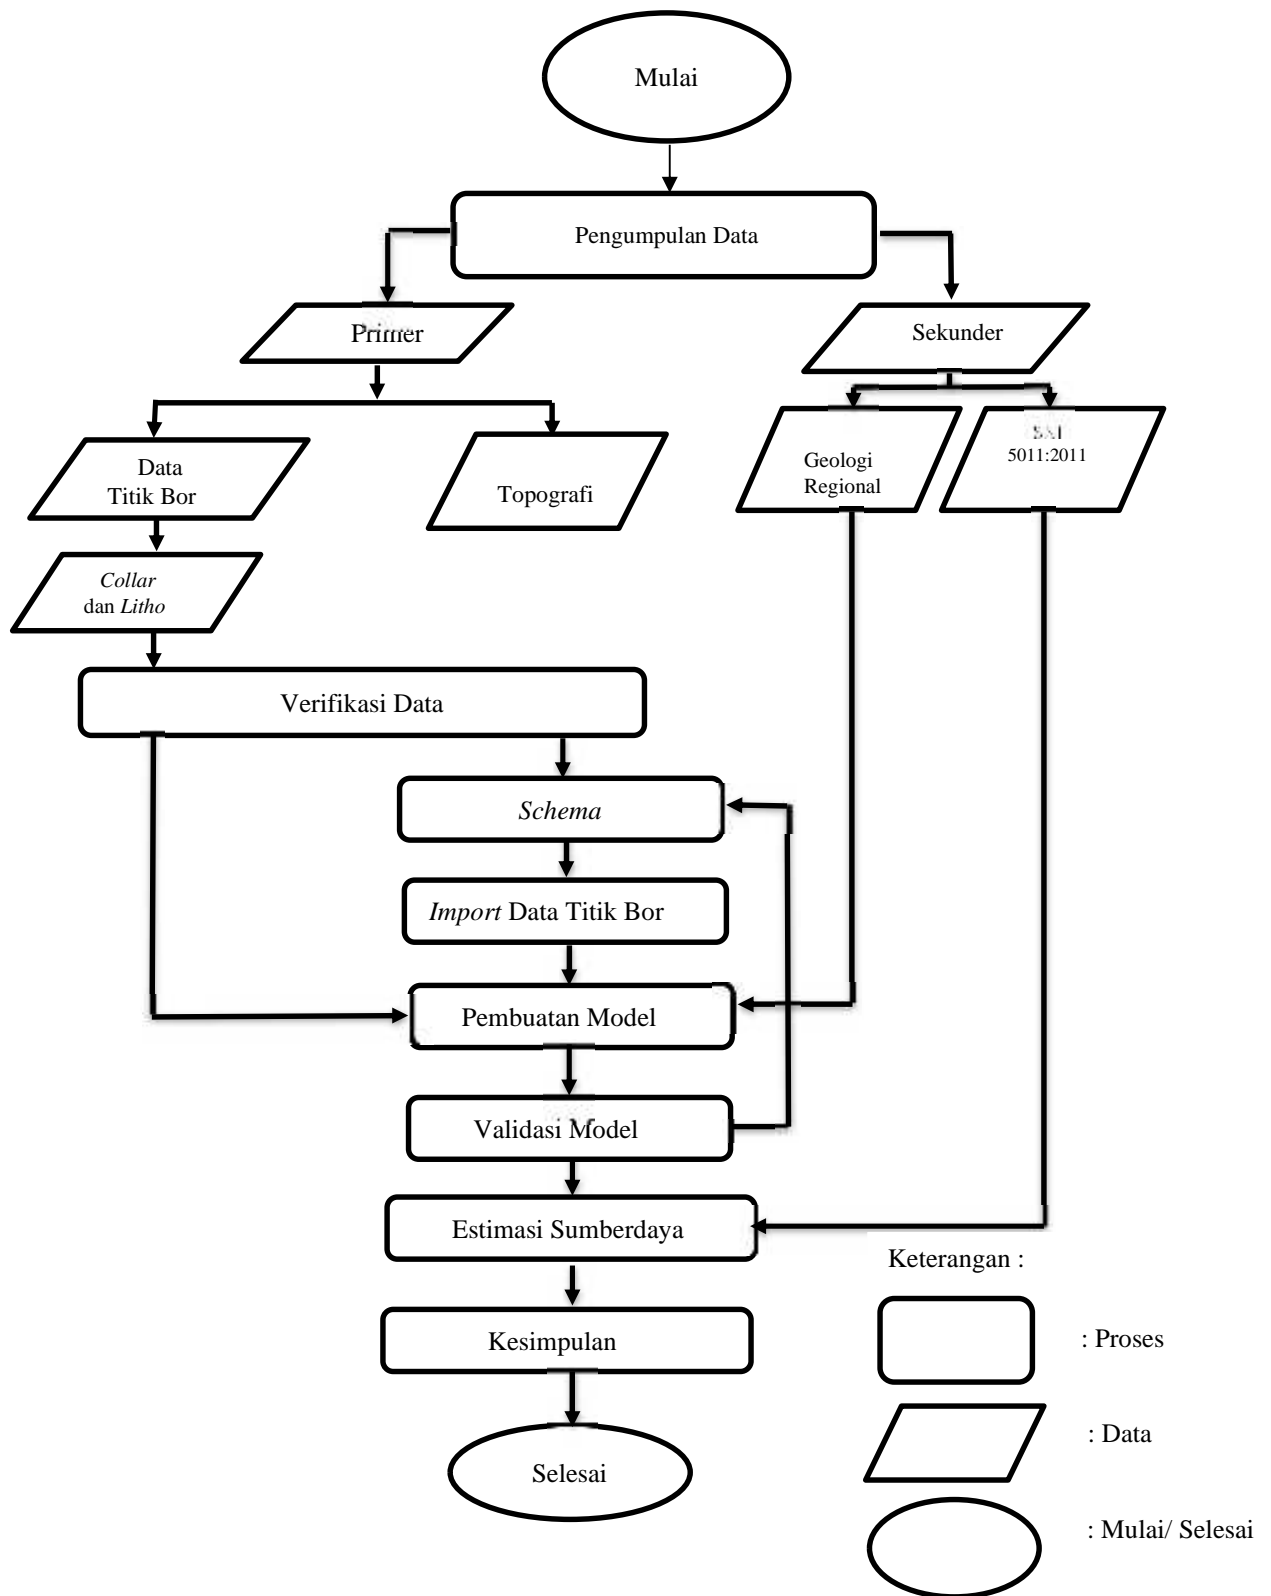 Mulai
Pengumpulan Data
Primer
Sekunder
Data
Titik Bor
Topografi
Geologi
Regional
5011:2011
Collar
dan Litho
Verifikasi Data
Schema
Import Data Titik Bor
Pembuatan Model
Validasi Model
Estimasi Sumberdaya
Kesimpulan
Selesai
Keterangan :
: Proses
: Data
: Mulai/ Selesai